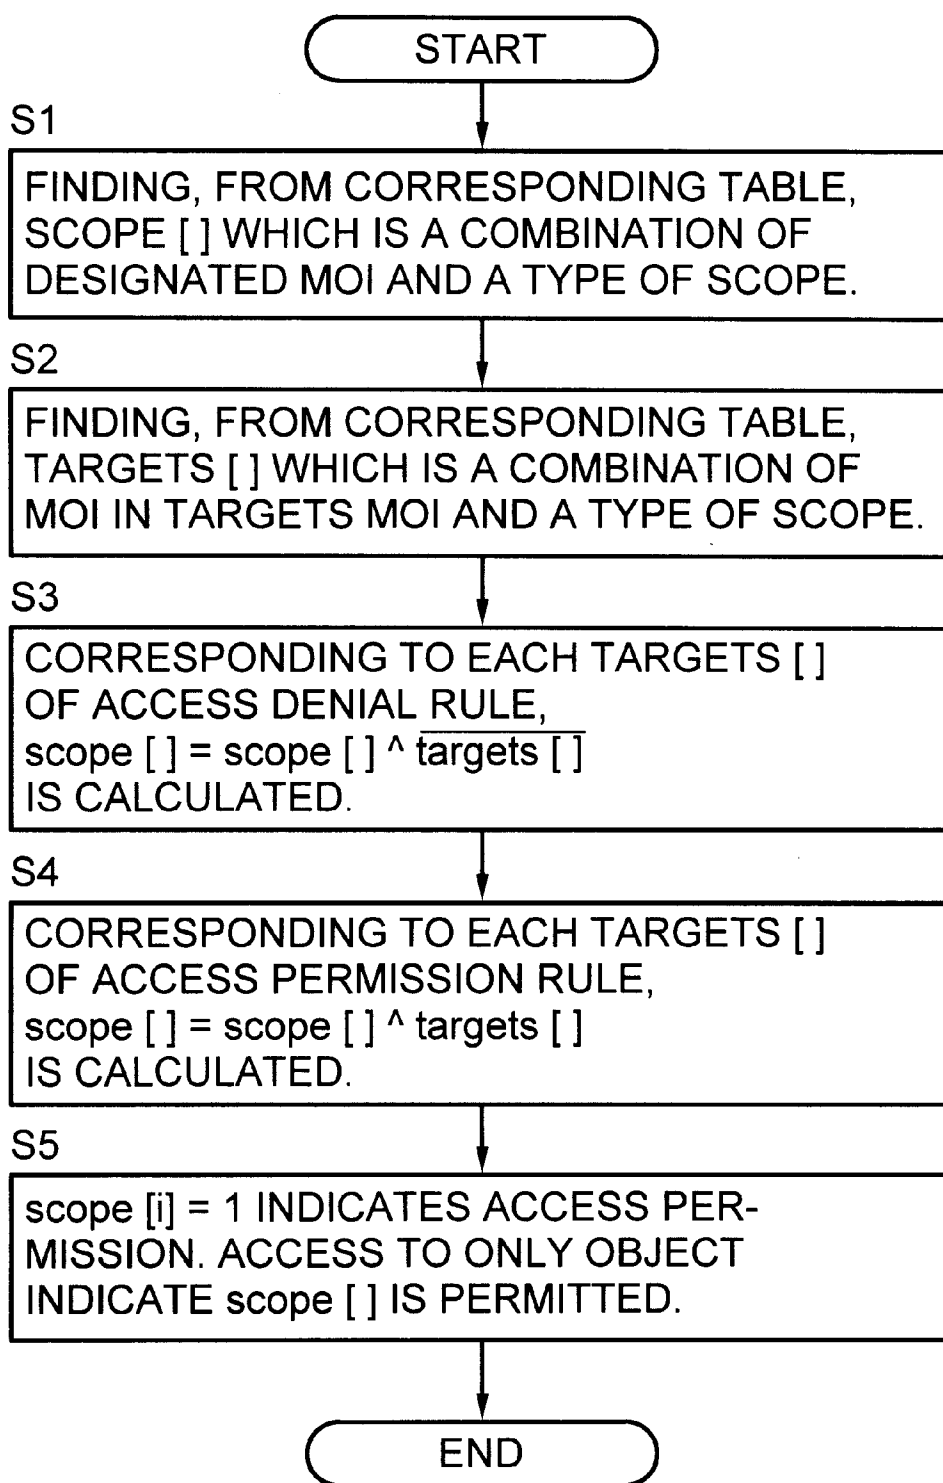 START
S1
FINDING, FROM CORRESPONDING TABLE,
SCOPE [ ] WHICH IS A COMBINATION OF
DESIGNATED MOI AND A TYPE OF SCOPE.
S2
FINDING, FROM CORRESPONDING TABLE,
TARGETS [ ] WHICH IS A COMBINATION OF
MOI IN TARGETS MOI AND A TYPE OF SCOPE.
S3
CORRESPONDING TO EACH TARGETS [ ]
OF ACCESS DENIAL RULE,
scope [ ] = scope [ ] ^ t̅a̅r̅g̅e̅t̅s̅ ̅[̅ ̅]̅
IS CALCULATED.
S4
CORRESPONDING TO EACH TARGETS [ ]
OF ACCESS PERMISSION RULE,
scope [ ] = scope [ ] ^ targets [ ]
IS CALCULATED.
S5
scope [i] = 1 INDICATES ACCESS PER-
MISSION. ACCESS TO ONLY OBJECT
INDICATE scope [ ] IS PERMITTED.
END